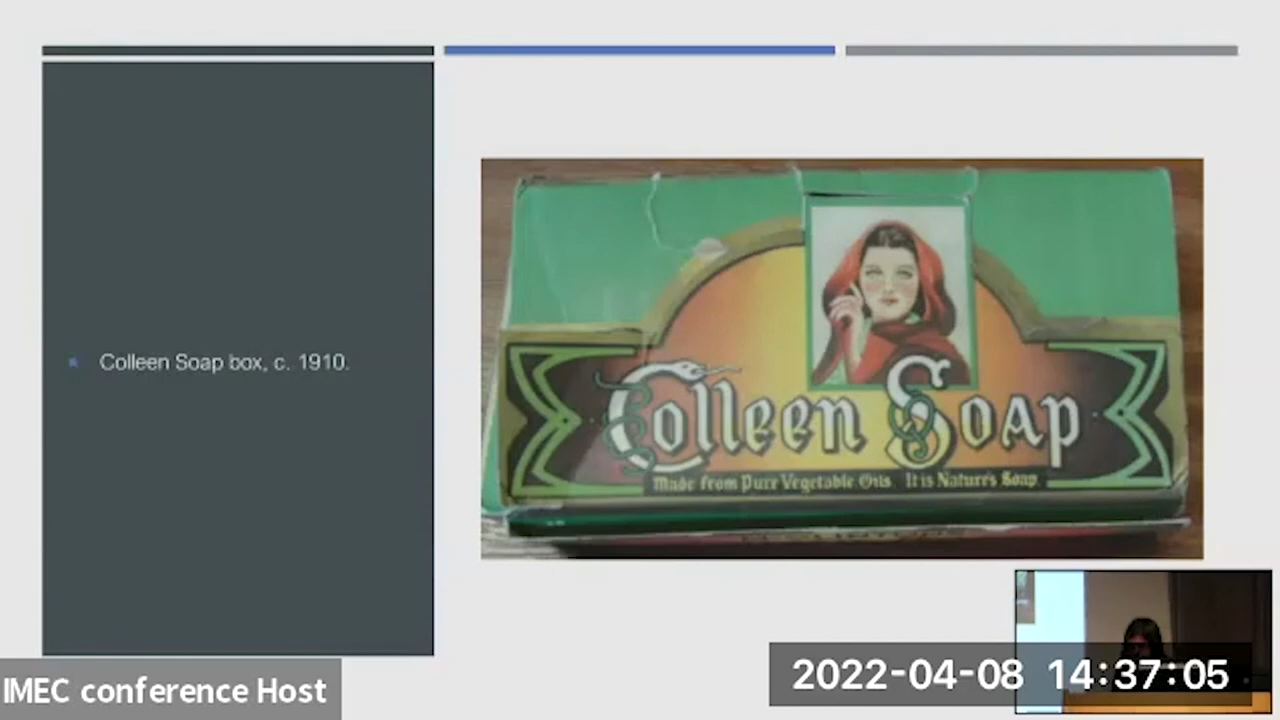 Colleen Soap box, c. 1910.
Colleen Soap
Made from Pure Vegetable Oils It is Nature's Soap.
IMEC conference Host
2022-04-08 14:37:05